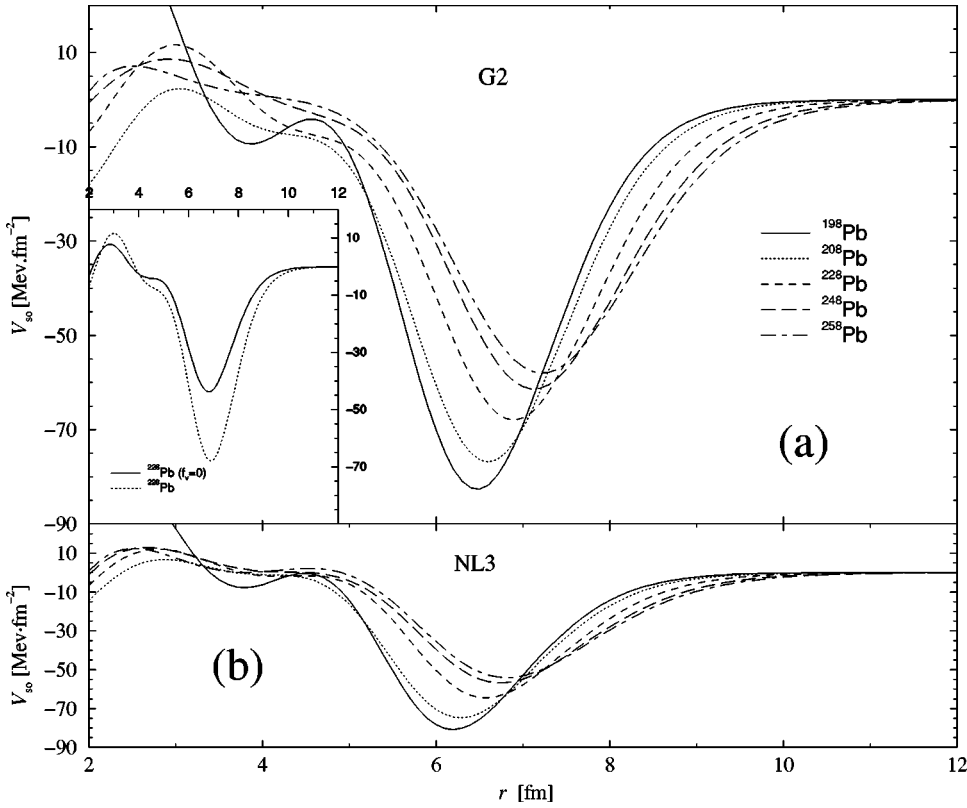 10
-10
-30
-50
-70
-90
V_so [Mev.fm^-2]
G2
^198Pb
^208Pb
^228Pb
^248Pb
^258Pb
(a)
2 4 6 8 10 12
10
-10
-30
-50
-70
^228Pb (f_v=0)
^228Pb
10
-10
-30
-50
-70
-90
V_so [Mev·fm^-2]
NL3
(b)
2 4 6 8 10 12
r [fm]